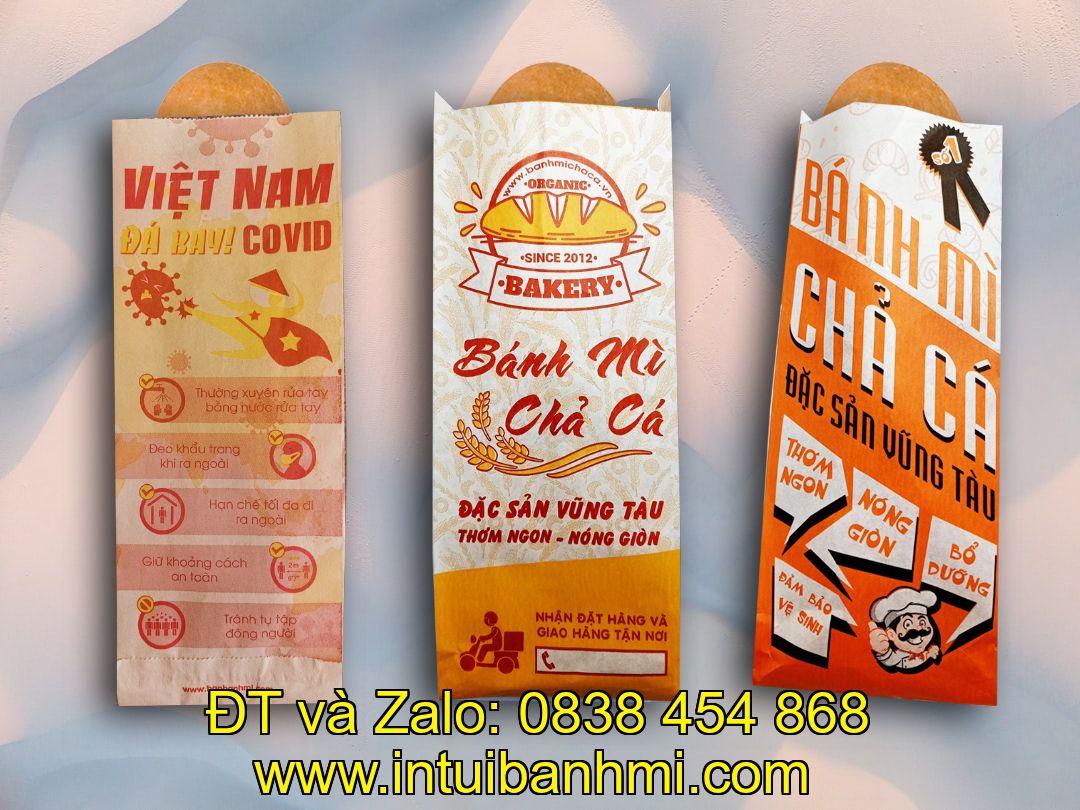 VIỆT NAM
ĐÁ BAY! COVID
Thường xuyên rửa tay
bằng nước rửa tay
Đeo khẩu trang
khi ra ngoài
Hạn chế tối đa đi
ra ngoài
Giữ khoảng cách
an toàn
2m
Tránh tụ tập
đông người
www.banhanhmi.com
www.banhmichaca.vn
·ORGANIC·
·SINCE 2012·
·BAKERY·
Bánh Mì
Chả Cá
ĐẶC SẢN VŨNG TÀU
THƠM NGON - NÓNG GIÒN
NHẬN ĐẶT HÀNG VÀ
GIAO HÀNG TẬN NƠI
SỐ 1
BÁNH MÌ
CHẢ CÁ
ĐẶC SẢN VŨNG TÀU
THƠM
NGON
NÓNG
GIÒN
BỔ
DƯỠNG
ĐẢM BẢO
VỆ SINH
ĐT và Zalo: 0838 454 868
www.intuibanhmi.com